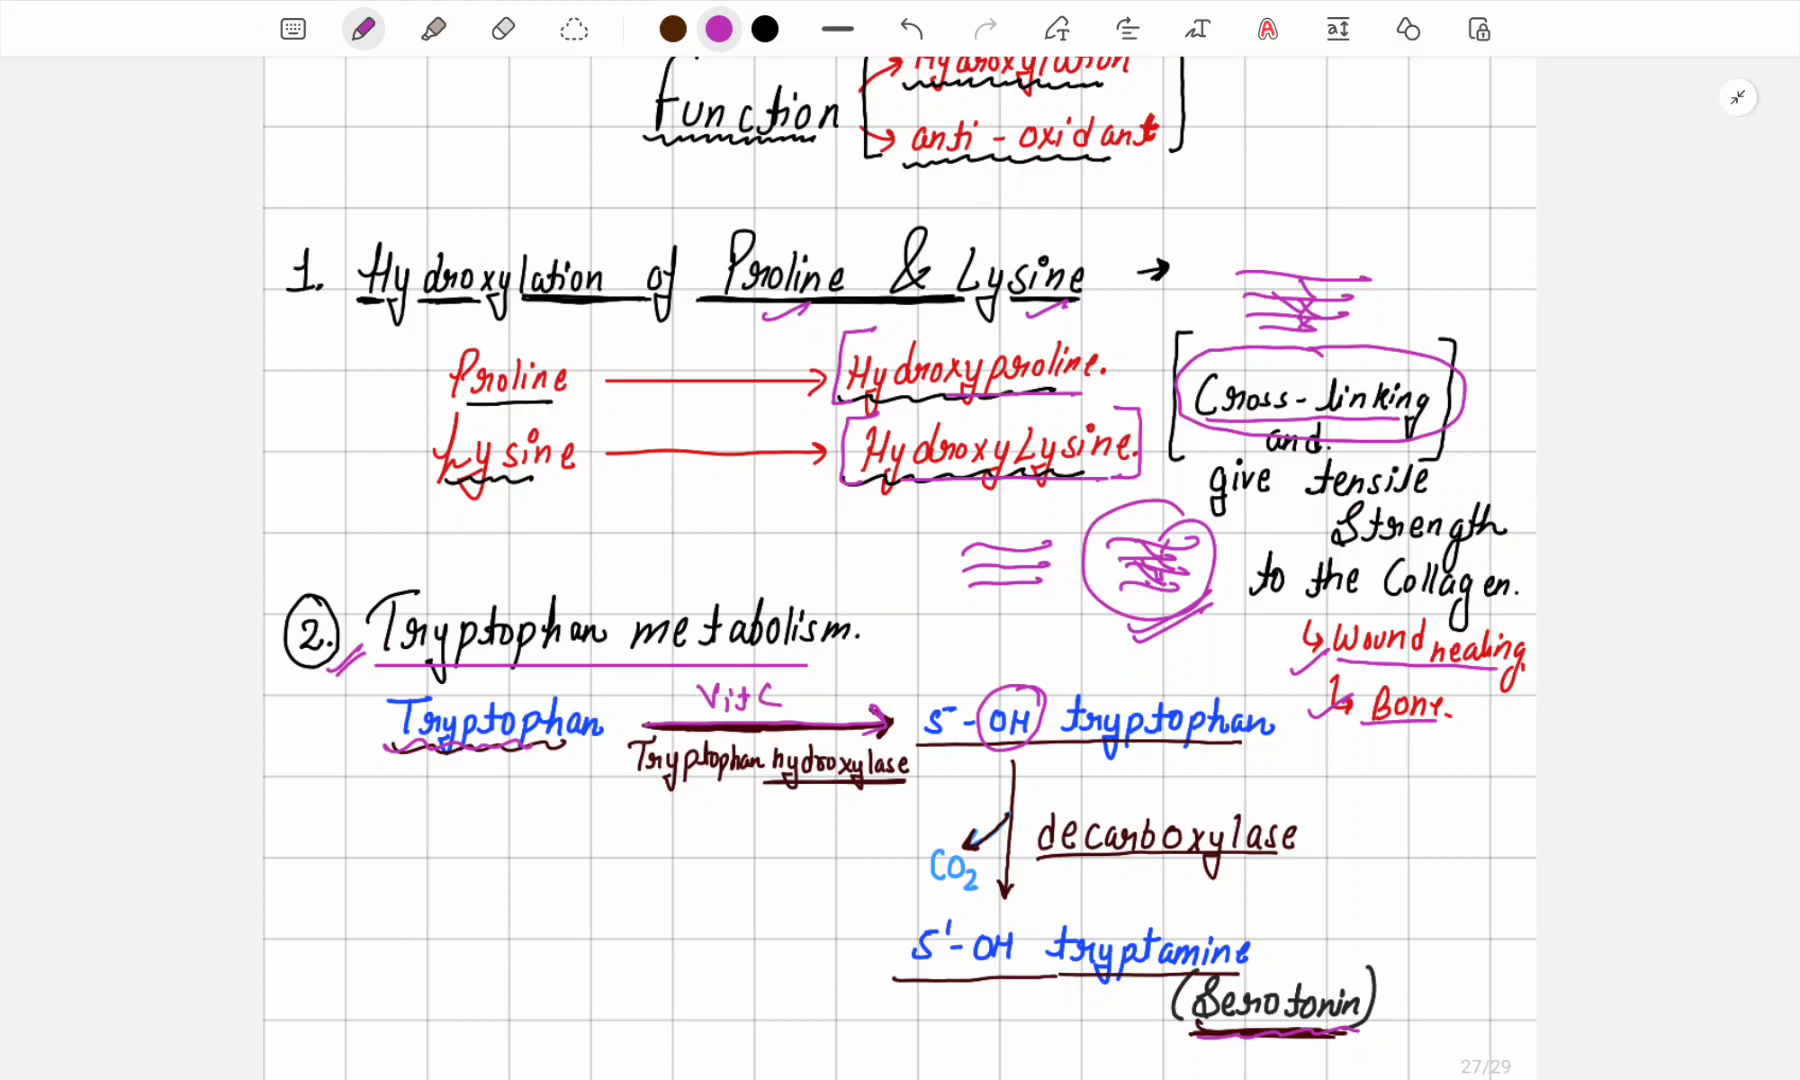 Hydroxylation
Function
anti - oxidant
1. Hydroxylation of Proline & Lysine →
Proline → Hydroxyproline.
Lysine → HydroxyLysine.
Cross-linking
and
give tensile
Strength
to the Collagen.
↳ Wound healing
↳ Bone.
2. Tryptophan metabolism.
Vit C
Tryptophan → 5'-OH tryptophan
Tryptophan hydroxylase
decarboxylase
CO2
5'-OH tryptamine
(Serotonin)
27/29